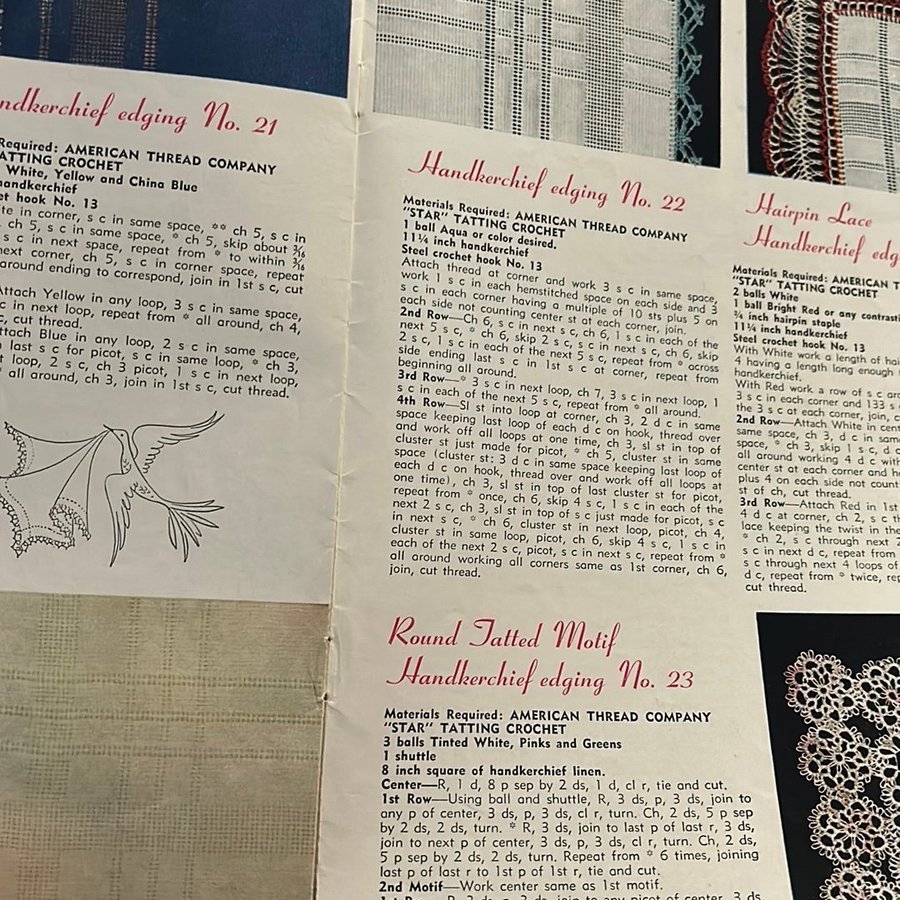 ndkerchief edging No. 21
Required: AMERICAN THREAD COMPANY
TATTING CROCHET
White, Yellow and China Blue
handkerchief
et hook No. 13
te in corner, s c in same space, ** ch 5, s c in
, ch 5, s c in same space, * ch 5, skip about 3/16
s c in next space, repeat from * to within 3/16
next corner, ch 5, s c in corner space, repeat
around ending to correspond, join in 1st s c, cut
Attach Yellow in any loop, 3 s c in same space,
c in next loop, repeat from * all around, ch 4,
, cut thread.
ttach Blue in any loop, 2 s c in same space,
last s c for picot, s c in same loop, * ch 3,
t loop, 2 s c, ch 3 picot, 1 s c in next loop,
* all around, ch 3, join in 1st s c, cut thread.
Handkerchief edging No. 22
Materials Required: AMERICAN THREAD COMPANY
"STAR" TATTING CROCHET
1 ball Aqua or color desired.
11¼ inch handkerchief
Steel crochet hook No. 13
Attach thread at corner and work 3 s c in same space,
work 1 s c in each hemstitched space on each side and 3
s c in each corner having a multiple of 10 sts plus 5 on
each side not counting center st at each corner, join.
2nd Row—Ch 6, s c in next s c, ch 6, 1 s c in each of the
next 5 s c, * ch 6, skip 2 s c, s c in next s c, ch 6, skip
2 s c, 1 s c in each of the next 5 s c, repeat from * across
side ending last s c in 1st s c at corner, repeat from
beginning all around.
3rd Row—* 3 s c in next loop, ch 7, 3 s c in next loop, 1
s c in each of the next 5 s c, repeat from * all around.
4th Row—Sl st into loop at corner, ch 3, 2 d c in same
space keeping last loop of each d c on hook, thread over
and work off all loops at one time, ch 3, sl st in top of
cluster st just made for picot, * ch 5, cluster st in same
space (cluster st: 3 d c in same space keeping last loop of
each d c on hook, thread over and work off all loops at
one time), ch 3, sl st in top of last cluster st for picot,
repeat from * once, ch 6, skip 4 s c, 1 s c in each of the
next 2 s c, ch 3, sl st in top of s c just made for picot, s c
in next s c, * ch 6, cluster st in next loop, picot, ch 4,
cluster st in same loop, picot, ch 6, skip 4 s c, 1 s c in
each of the next 2 s c, picot, s c in next s c, repeat from *
all around working all corners same as 1st corner, ch 6,
join, cut thread.
Round Tatted Motif
Handkerchief edging No. 23
Materials Required: AMERICAN THREAD COMPANY
"STAR" TATTING CROCHET
3 balls Tinted White, Pinks and Greens
1 shuttle
8 inch square of handkerchief linen.
Center—R, 1 d, 8 p sep by 2 ds, 1 d, cl r, tie and cut.
1st Row—Using ball and shuttle, R, 3 ds, p, 3 ds, join to
any p of center, 3 ds, p, 3 ds, cl r, turn. Ch, 2 ds, 5 p sep
by 2 ds, 2 ds, turn. * R, 3 ds, join to last p of last r, 3 ds,
join to next p of center, 3 ds, p, 3 ds, cl r, turn. Ch, 2 ds,
5 p sep by 2 ds, 2 ds, turn. Repeat from * 6 times, joining
last p of last r to 1st p of 1st r, tie and cut.
2nd Motif—Work center same as 1st motif.
Hairpin Lace
Handkerchief edg
Materials Required: AMERICAN T
"STAR" TATTING CROCHET
2 balls White
1 ball Bright Red or any contrasti
¾ inch hairpin staple
11¼ inch handkerchief
Steel crochet hook No. 13
With White work a length of hai
4 having a length long enough
handkerchief.
With Red work a row of s c ar
3 s c in each corner and 133 s
the 3 s c at each corner, join, c
2nd Row—Attach White in cent
same space, ch 3, d c in same
space, * ch 3, skip 1 s c, d c
all around working 4 d c with
center st at each corner and h
plus 4 on each side not count
st of ch, cut thread.
3rd Row—Attach Red in 1st
4 d c at corner, ch 2, s c th
lace keeping the twist in the
* ch 2, s c through next 2
s c in next d c, repeat from
s c through next 4 loops of
d c, repeat from * twice, rep
cut thread.